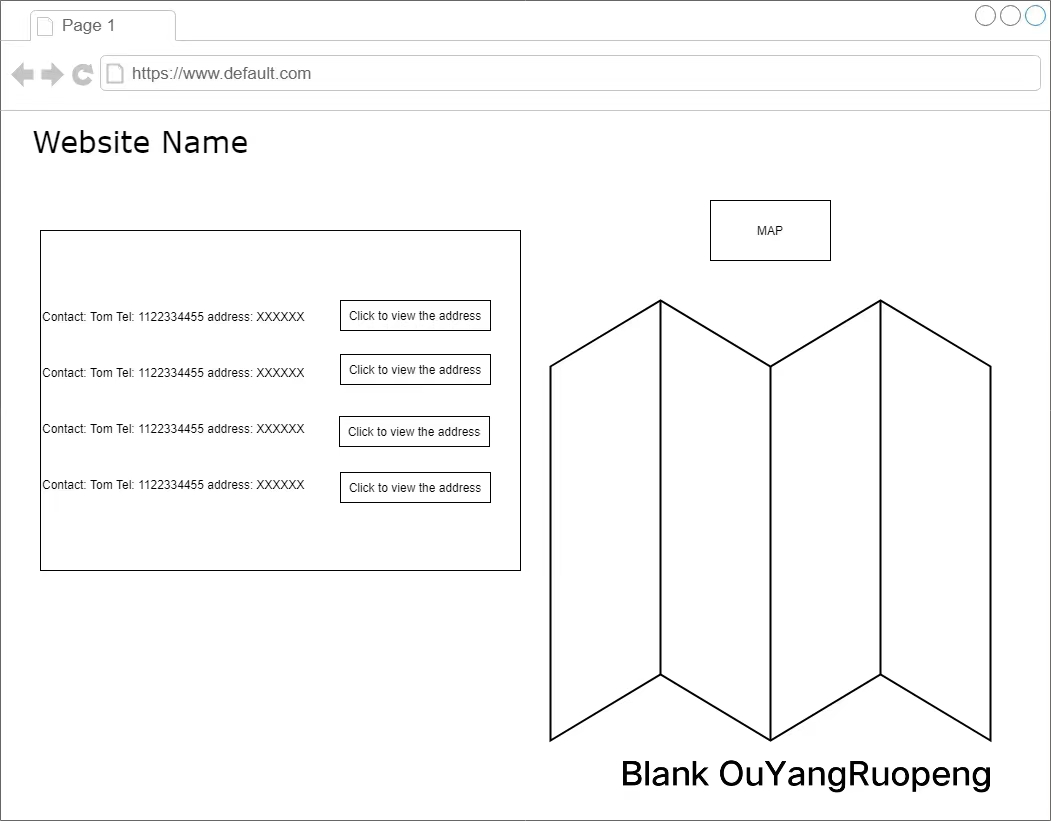 Page 1
https://www.default.com
Website Name
MAP
Contact: Tom Tel: 1122334455 address: XXXXXX
Click to view the address
Contact: Tom Tel: 1122334455 address: XXXXXX
Click to view the address
Contact: Tom Tel: 1122334455 address: XXXXXX
Click to view the address
Contact: Tom Tel: 1122334455 address: XXXXXX
Click to view the address
Blank OuYangRuopeng